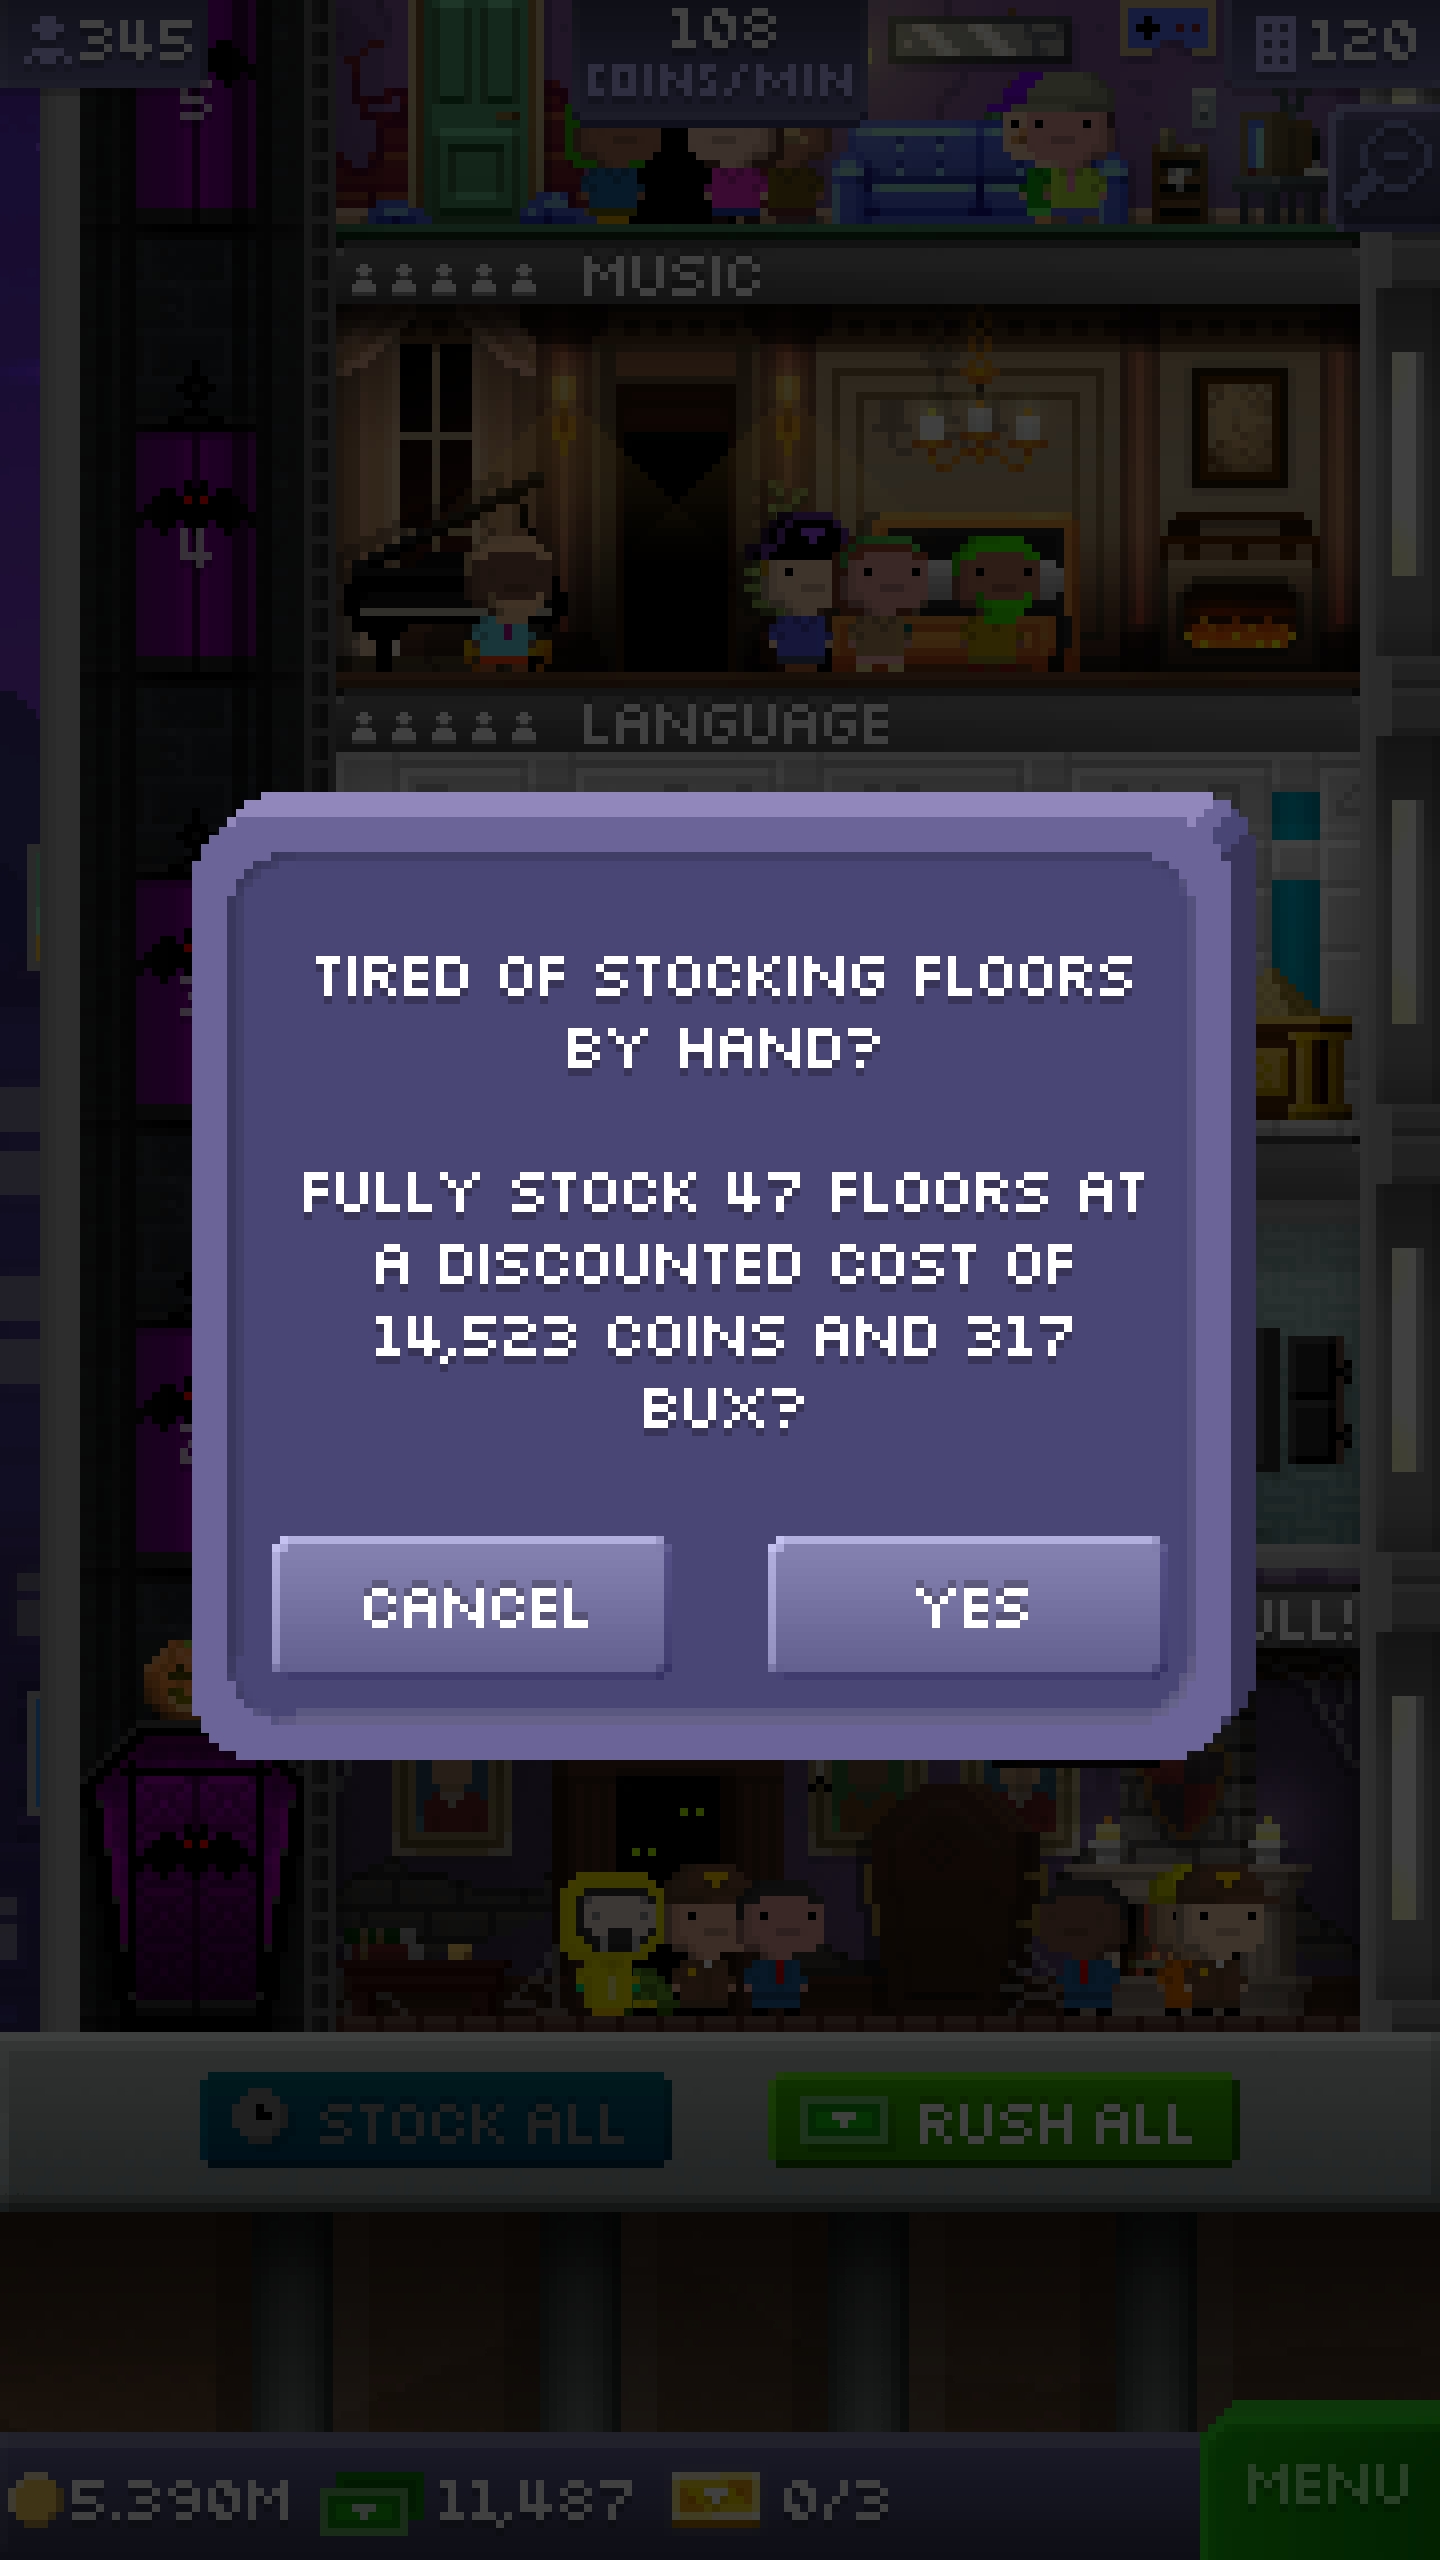 345
108
COINS/MIN
120
5
MUSIC
4
LANGUAGE
TIRED OF STOCKING FLOORS
BY HAND?
FULLY STOCK 47 FLOORS AT
A DISCOUNTED COST OF
14,523 COINS AND 317
BUX?
CANCEL
YES
STOCK ALL
RUSH ALL
5.390M
11,487
0/3
MENU